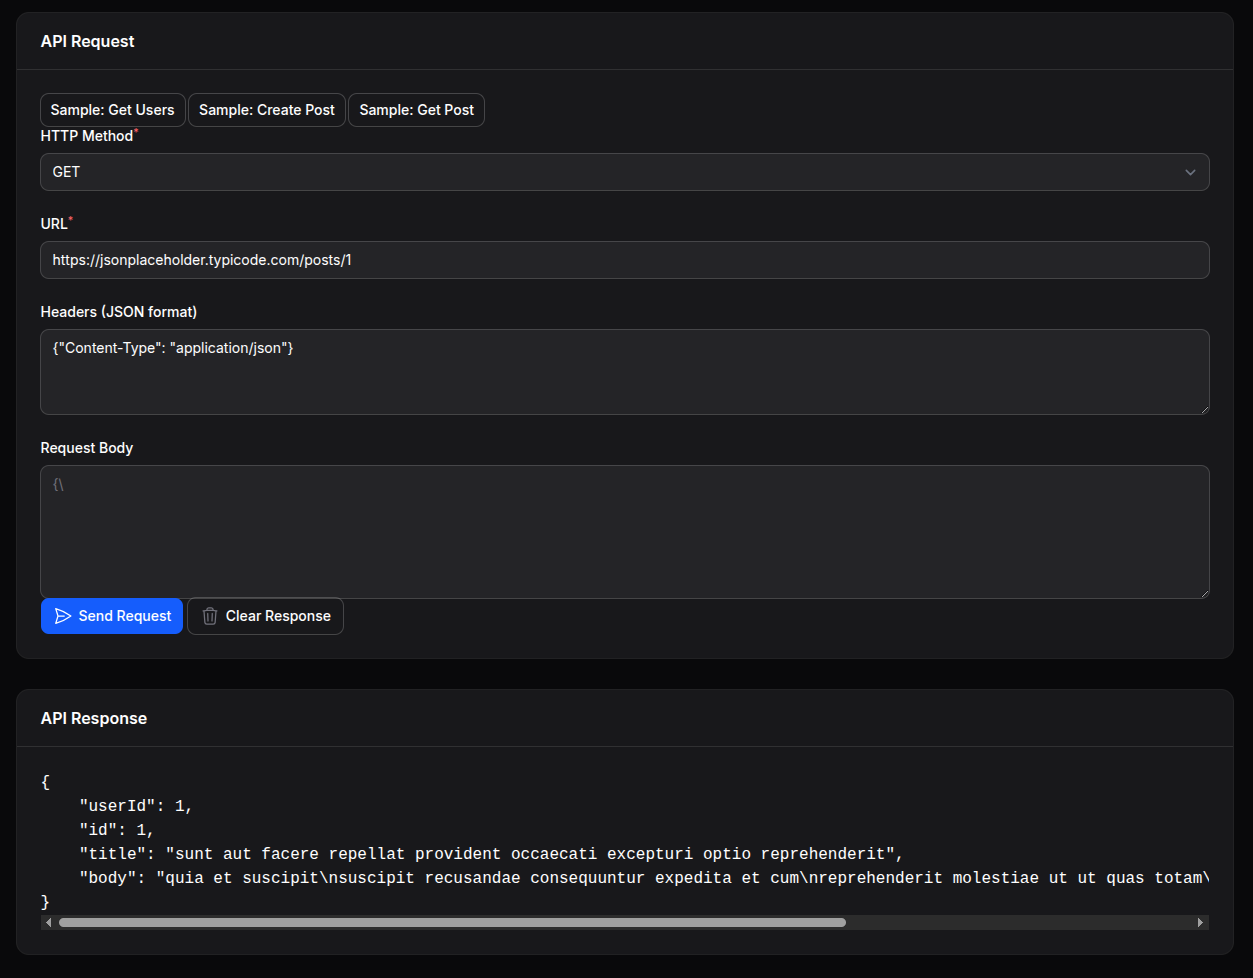 API Request
Sample: Get Users Sample: Create Post Sample: Get Post
HTTP Method*
GET
URL*
https://jsonplaceholder.typicode.com/posts/1
Headers (JSON format)
{"Content-Type": "application/json"}
Request Body
{\
Send Request Clear Response
API Response
{
    "userId": 1,
    "id": 1,
    "title": "sunt aut facere repellat provident occaecati excepturi optio reprehenderit",
    "body": "quia et suscipit\nsuscipit recusandae consequuntur expedita et cum\nreprehenderit molestiae ut ut quas totam\
}